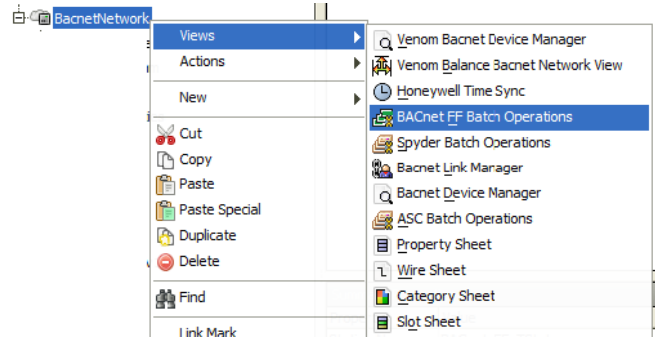 BacnetNetwork
Views
Actions
New
Cut
Copy
Paste
Paste Special
Duplicate
Delete
Find
Link Mark
Venom Bacnet Device Manager
Venom Balance Bacnet Network View
Honeywell Time Sync
BACnet FF Batch Operations
Spyder Batch Operations
Bacnet Link Manager
Bacnet Device Manager
ASC Batch Operations
Property Sheet
Wire Sheet
Category Sheet
Slot Sheet